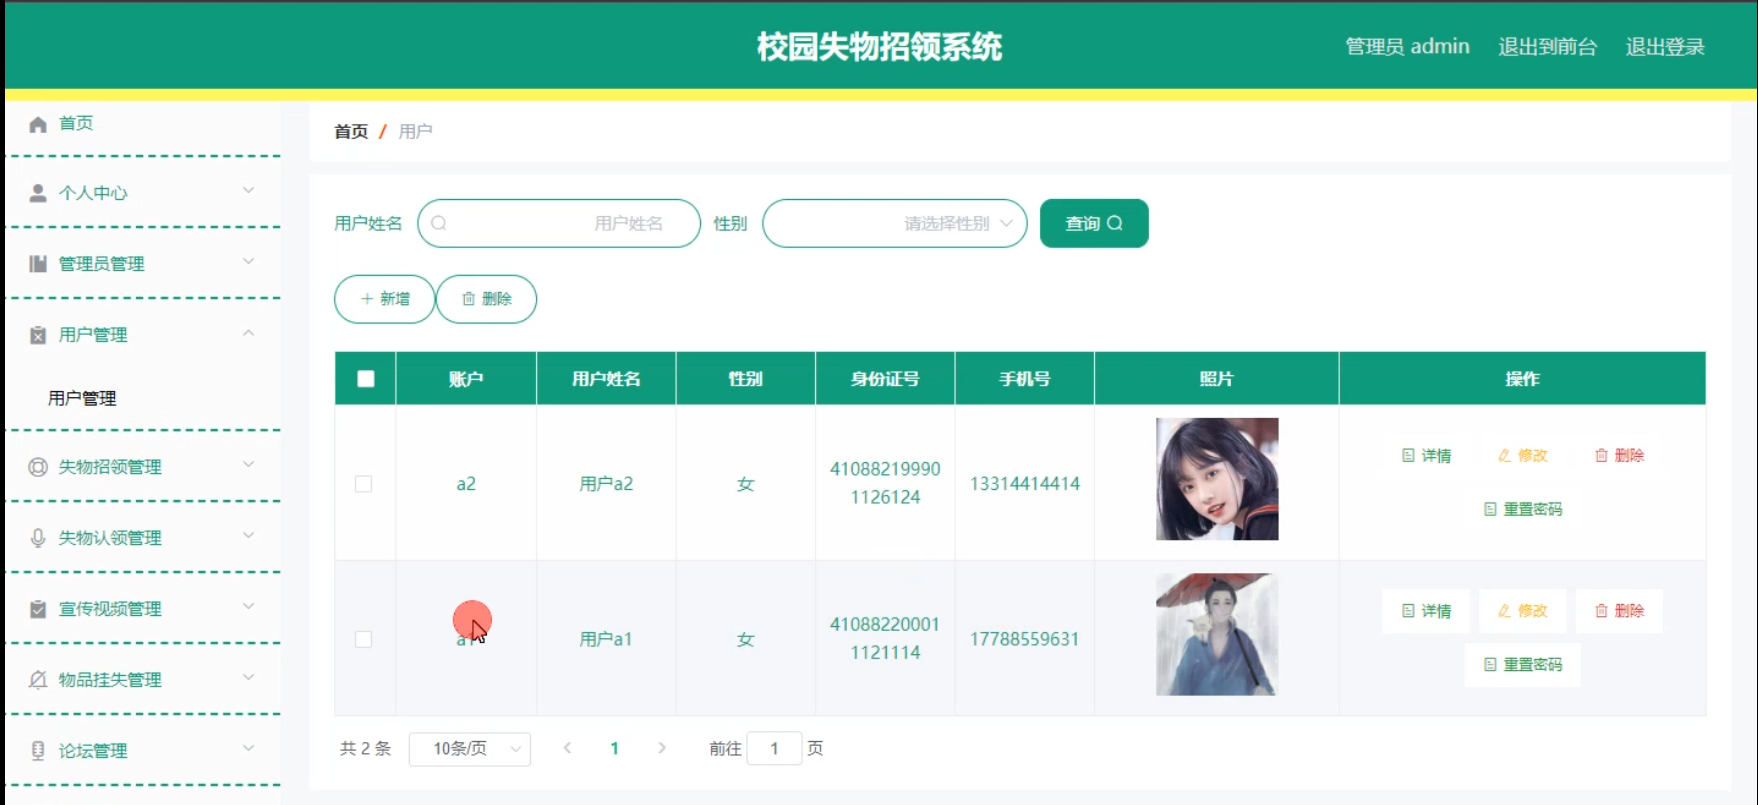 校园失物招领系统
管理员 admin 退出到前台 退出登录
首页
个人中心
管理员管理
用户管理
用户管理
失物招领管理
失物认领管理
宣传视频管理
物品挂失管理
论坛管理
首页 / 用户
用户姓名 用户姓名 性别 请选择性别 查询
新增 删除
账户 用户姓名 性别 身份证号 手机号 照片 操作
a2 用户a2 女 41088219990 13314414414 详情 修改 删除
1126124 重置密码
a1 用户a1 女 41088220001 17788559631 详情 修改 删除
1121114 重置密码
共 2 条 10条/页 1 前往 1 页